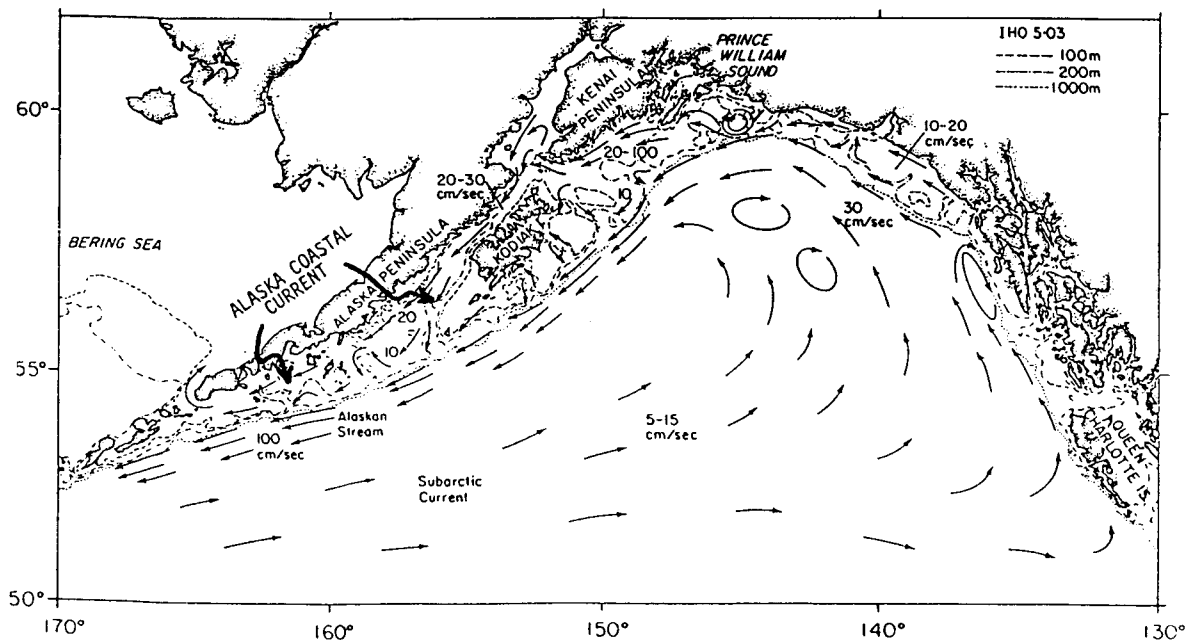 IHO 5-03
100m
200m
1000m
PRINCE
WILLIAM
SOUND
KENAI
PENINSULA
60°
10-20
cm/sec
20-100
20-30
cm/sec
10
30
cm/sec
KODIAK
BERING SEA
ALASKA COASTAL
CURRENT
ALASKA PENINSULA
20
10
55°
Alaskan
Stream
100
cm/sec
5-15
cm/sec
QUEEN
CHARLOTTE IS.
Subarctic
Current
50°
170°
160°
150°
140°
130°